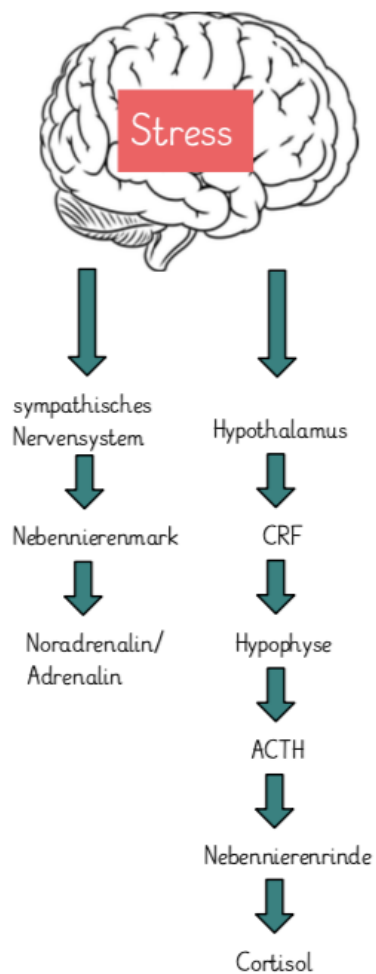 Stress
sympathisches
Nervensystem
Nebennierenmark
Noradrenalin/
Adrenalin
Hypothalamus
CRF
Hypophyse
ACTH
Nebennierenrinde
Cortisol